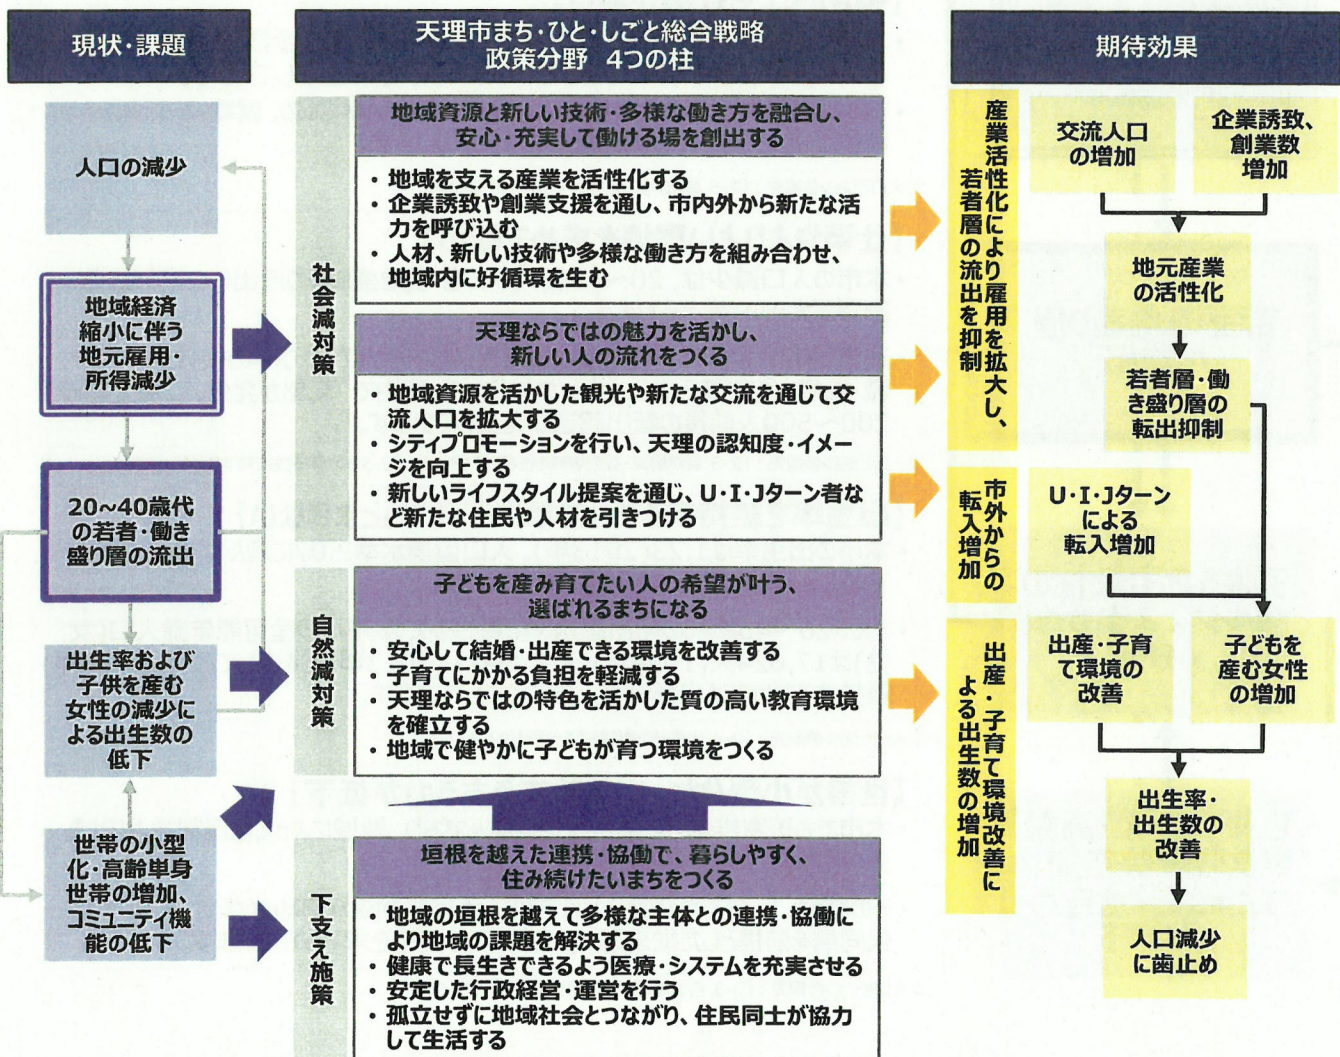 現状・課題
人口の減少
地域経済
縮小に伴う
地元雇用・
所得減少
20~40歳代
の若者・働き
盛り層の流出
出生率および
子供を産む
女性の減少に
よる出生数の
低下
世帯の小型
化・高齢単身
世帯の増加、
コミュニティ機
能の低下
天理市まち・ひと・しごと総合戦略
政策分野 4つの柱
社会減対策
地域資源と新しい技術・多様な働き方を融合し、
安心・充実して働ける場を創出する
・地域を支える産業を活性化する
・企業誘致や創業支援を通し、市内外から新たな活
力を呼び込む
・人材、新しい技術や多様な働き方を組み合わせ、
地域内に好循環を生む
天理ならではの魅力を活かし、
新しい人の流れをつくる
・地域資源を活かした観光や新たな交流を通じて交
流人口を拡大する
・シティプロモーションを行い、天理の認知度・イメー
ジを向上する
・新しいライフスタイル提案を通じ、U・I・Jターン者な
ど新たな住民や人材を引きつける
自然減対策
子どもを産み育てたい人の希望が叶う、
選ばれるまちになる
・安心して結婚・出産できる環境を改善する
・子育てにかかる負担を軽減する
・天理ならではの特色を活かした質の高い教育環境
を確立する
・地域で健やかに子どもが育つ環境をつくる
下支え施策
垣根を越えた連携・協働で、暮らしやすく、
住み続けたいまちをつくる
・地域の垣根を越えて多様な主体との連携・協働に
より地域の課題を解決する
・健康で長生きできるよう医療・システムを充実させる
・安定した行政経営・運営を行う
・孤立せずに地域社会とつながり、住民同士が協力
して生活する
期待効果
産業活性化により雇用を拡大し、
若者層の流出を抑制
交流人口
の増加
企業誘致、
創業数
増加
地元産業
の活性化
若者層・働
き盛り層の
転出抑制
市外からの
転入増加
U・I・Jターン
による
転入増加
出産・子育て環境改善に
よる出生数の増加
出産・子育
て環境の
改善
子どもを
産む女性
の増加
出生率・
出生数の
改善
人口減少
に歯止め